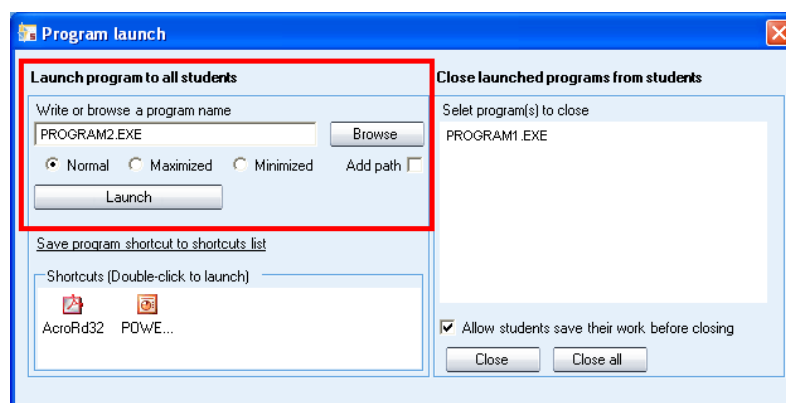 Program launch
Launch program to all students
Write or browse a program name
PROGRAM2.EXE
Browse
Normal Maximized Minimized Add path
Launch
Save program shortcut to shortcuts list
Shortcuts (Double-click to launch)
AcroRd32 POWE...
Close launched programs from students
Selet program(s) to close
PROGRAM1.EXE
Allow students save their work before closing
Close Close all